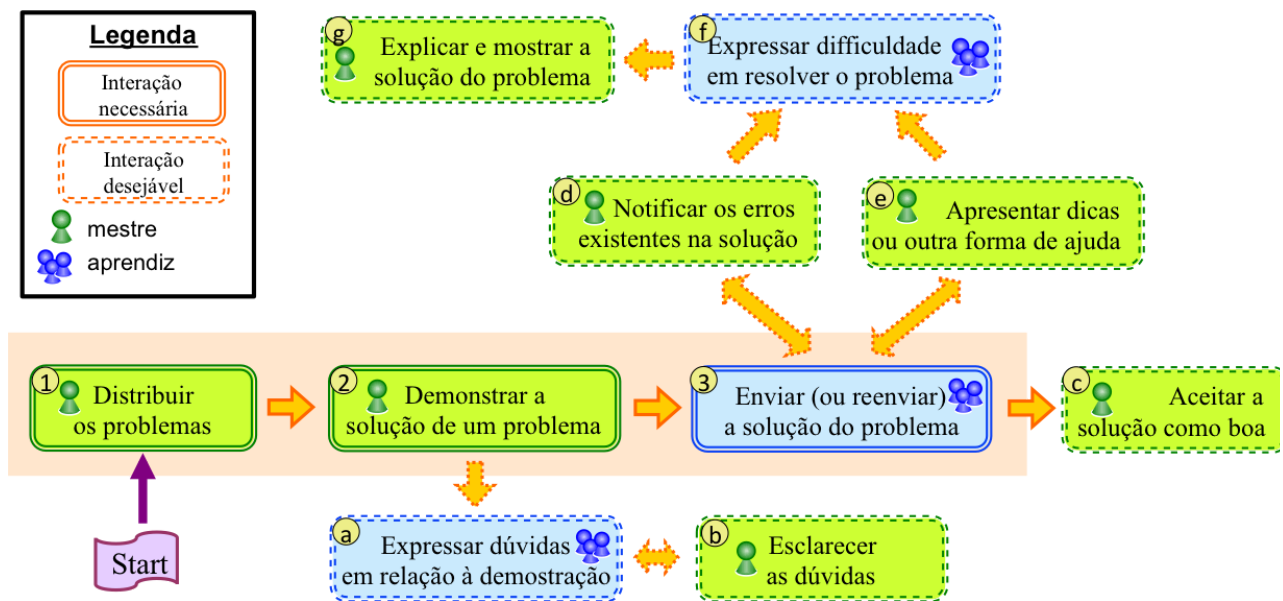 Legenda
Interação
necessária
Interação
desejável
mestre
aprendiz
g
Explicar e mostrar a
solução do problema
f
Expressar difficuldade
em resolver o problema
d
Notificar os erros
existentes na solução
e
Apresentar dicas
ou outra forma de ajuda
1
Distribuir
os problemas
2
Demonstrar a
solução de um problema
3
Enviar (ou reenviar)
a solução do problema
c
Aceitar a
solução como boa
Start
a
Expressar dúvidas
em relação à demostração
b
Esclarecer
as dúvidas